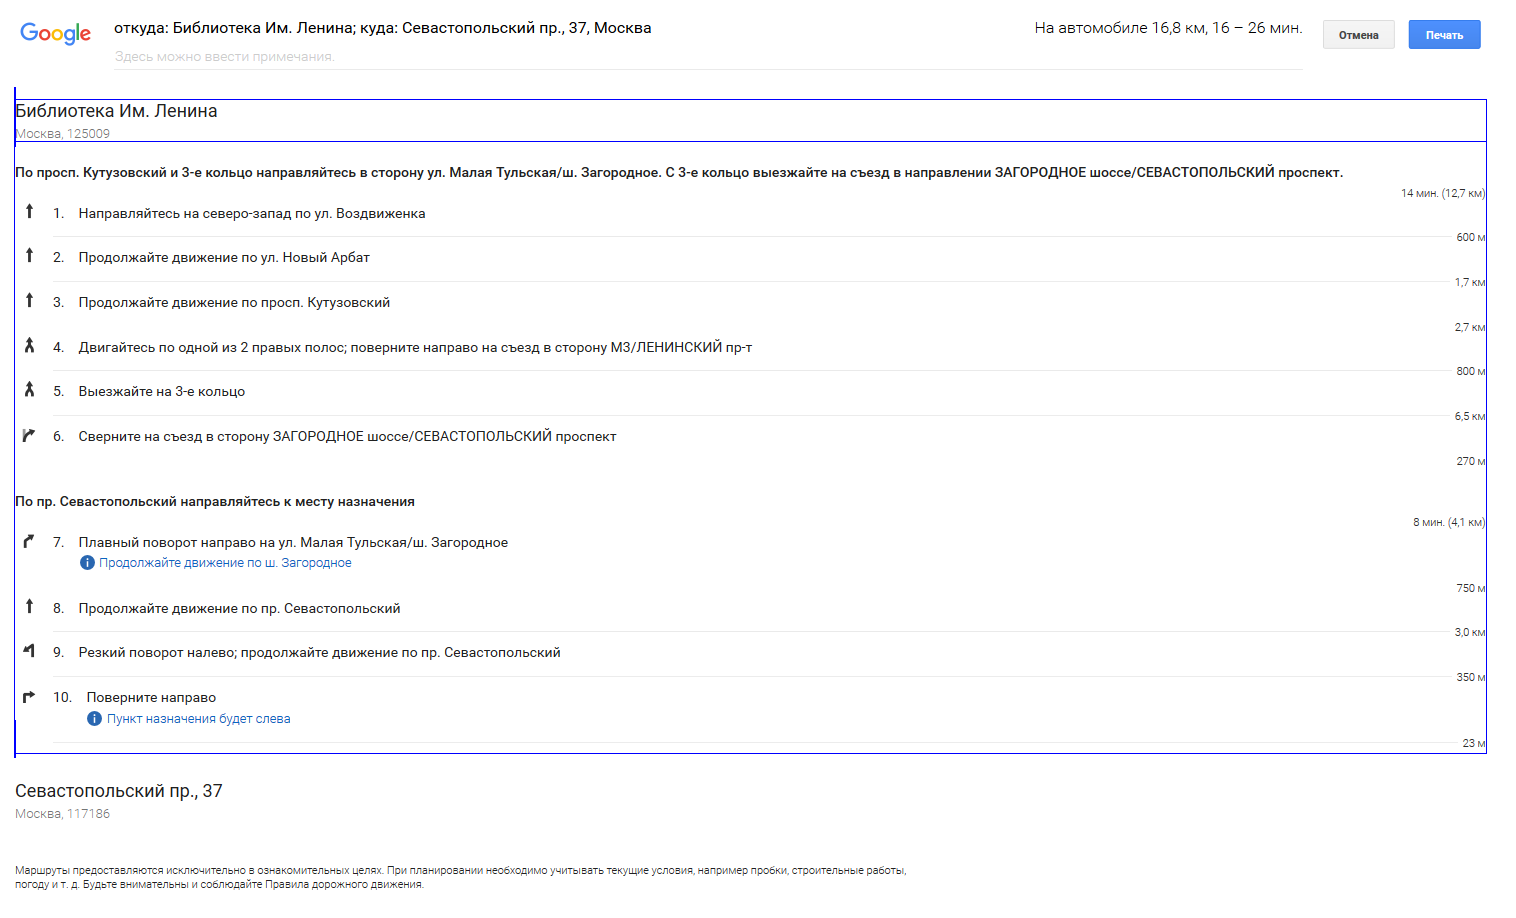 Google
откуда: Библиотека Им. Ленина; куда: Севастопольский пр., 37, Москва
На автомобиле 16,8 км, 16 – 26 мин.
Отмена
Печать
Здесь можно ввести примечания.
Библиотека Им. Ленина
Москва, 125009
По просп. Кутузовский и 3-е кольцо направляйтесь в сторону ул. Малая Тульская/ш. Загородное. С 3-е кольцо выезжайте на съезд в направлении ЗАГОРОДНОЕ шоссе/СЕВАСТОПОЛЬСКИЙ проспект.
14 мин. (12,7 км)
1. Направляйтесь на северо-запад по ул. Воздвиженка
600 м
2. Продолжайте движение по ул. Новый Арбат
1,7 км
3. Продолжайте движение по просп. Кутузовский
2,7 км
4. Двигайтесь по одной из 2 правых полос; поверните направо на съезд в сторону М3/ЛЕНИНСКИЙ пр-т
800 м
5. Выезжайте на 3-е кольцо
6,5 км
6. Сверните на съезд в сторону ЗАГОРОДНОЕ шоссе/СЕВАСТОПОЛЬСКИЙ проспект
270 м
По пр. Севастопольский направляйтесь к месту назначения
8 мин. (4,1 км)
7. Плавный поворот направо на ул. Малая Тульская/ш. Загородное
Продолжайте движение по ш. Загородное
750 м
8. Продолжайте движение по пр. Севастопольский
3,0 км
9. Резкий поворот налево; продолжайте движение по пр. Севастопольский
350 м
10. Поверните направо
Пункт назначения будет слева
23 м
Севастопольский пр., 37
Москва, 117186
Маршруты предоставляются исключительно в ознакомительных целях. При планировании необходимо учитывать текущие условия, например пробки, строительные работы,
погоду и т. д. Будьте внимательны и соблюдайте Правила дорожного движения.